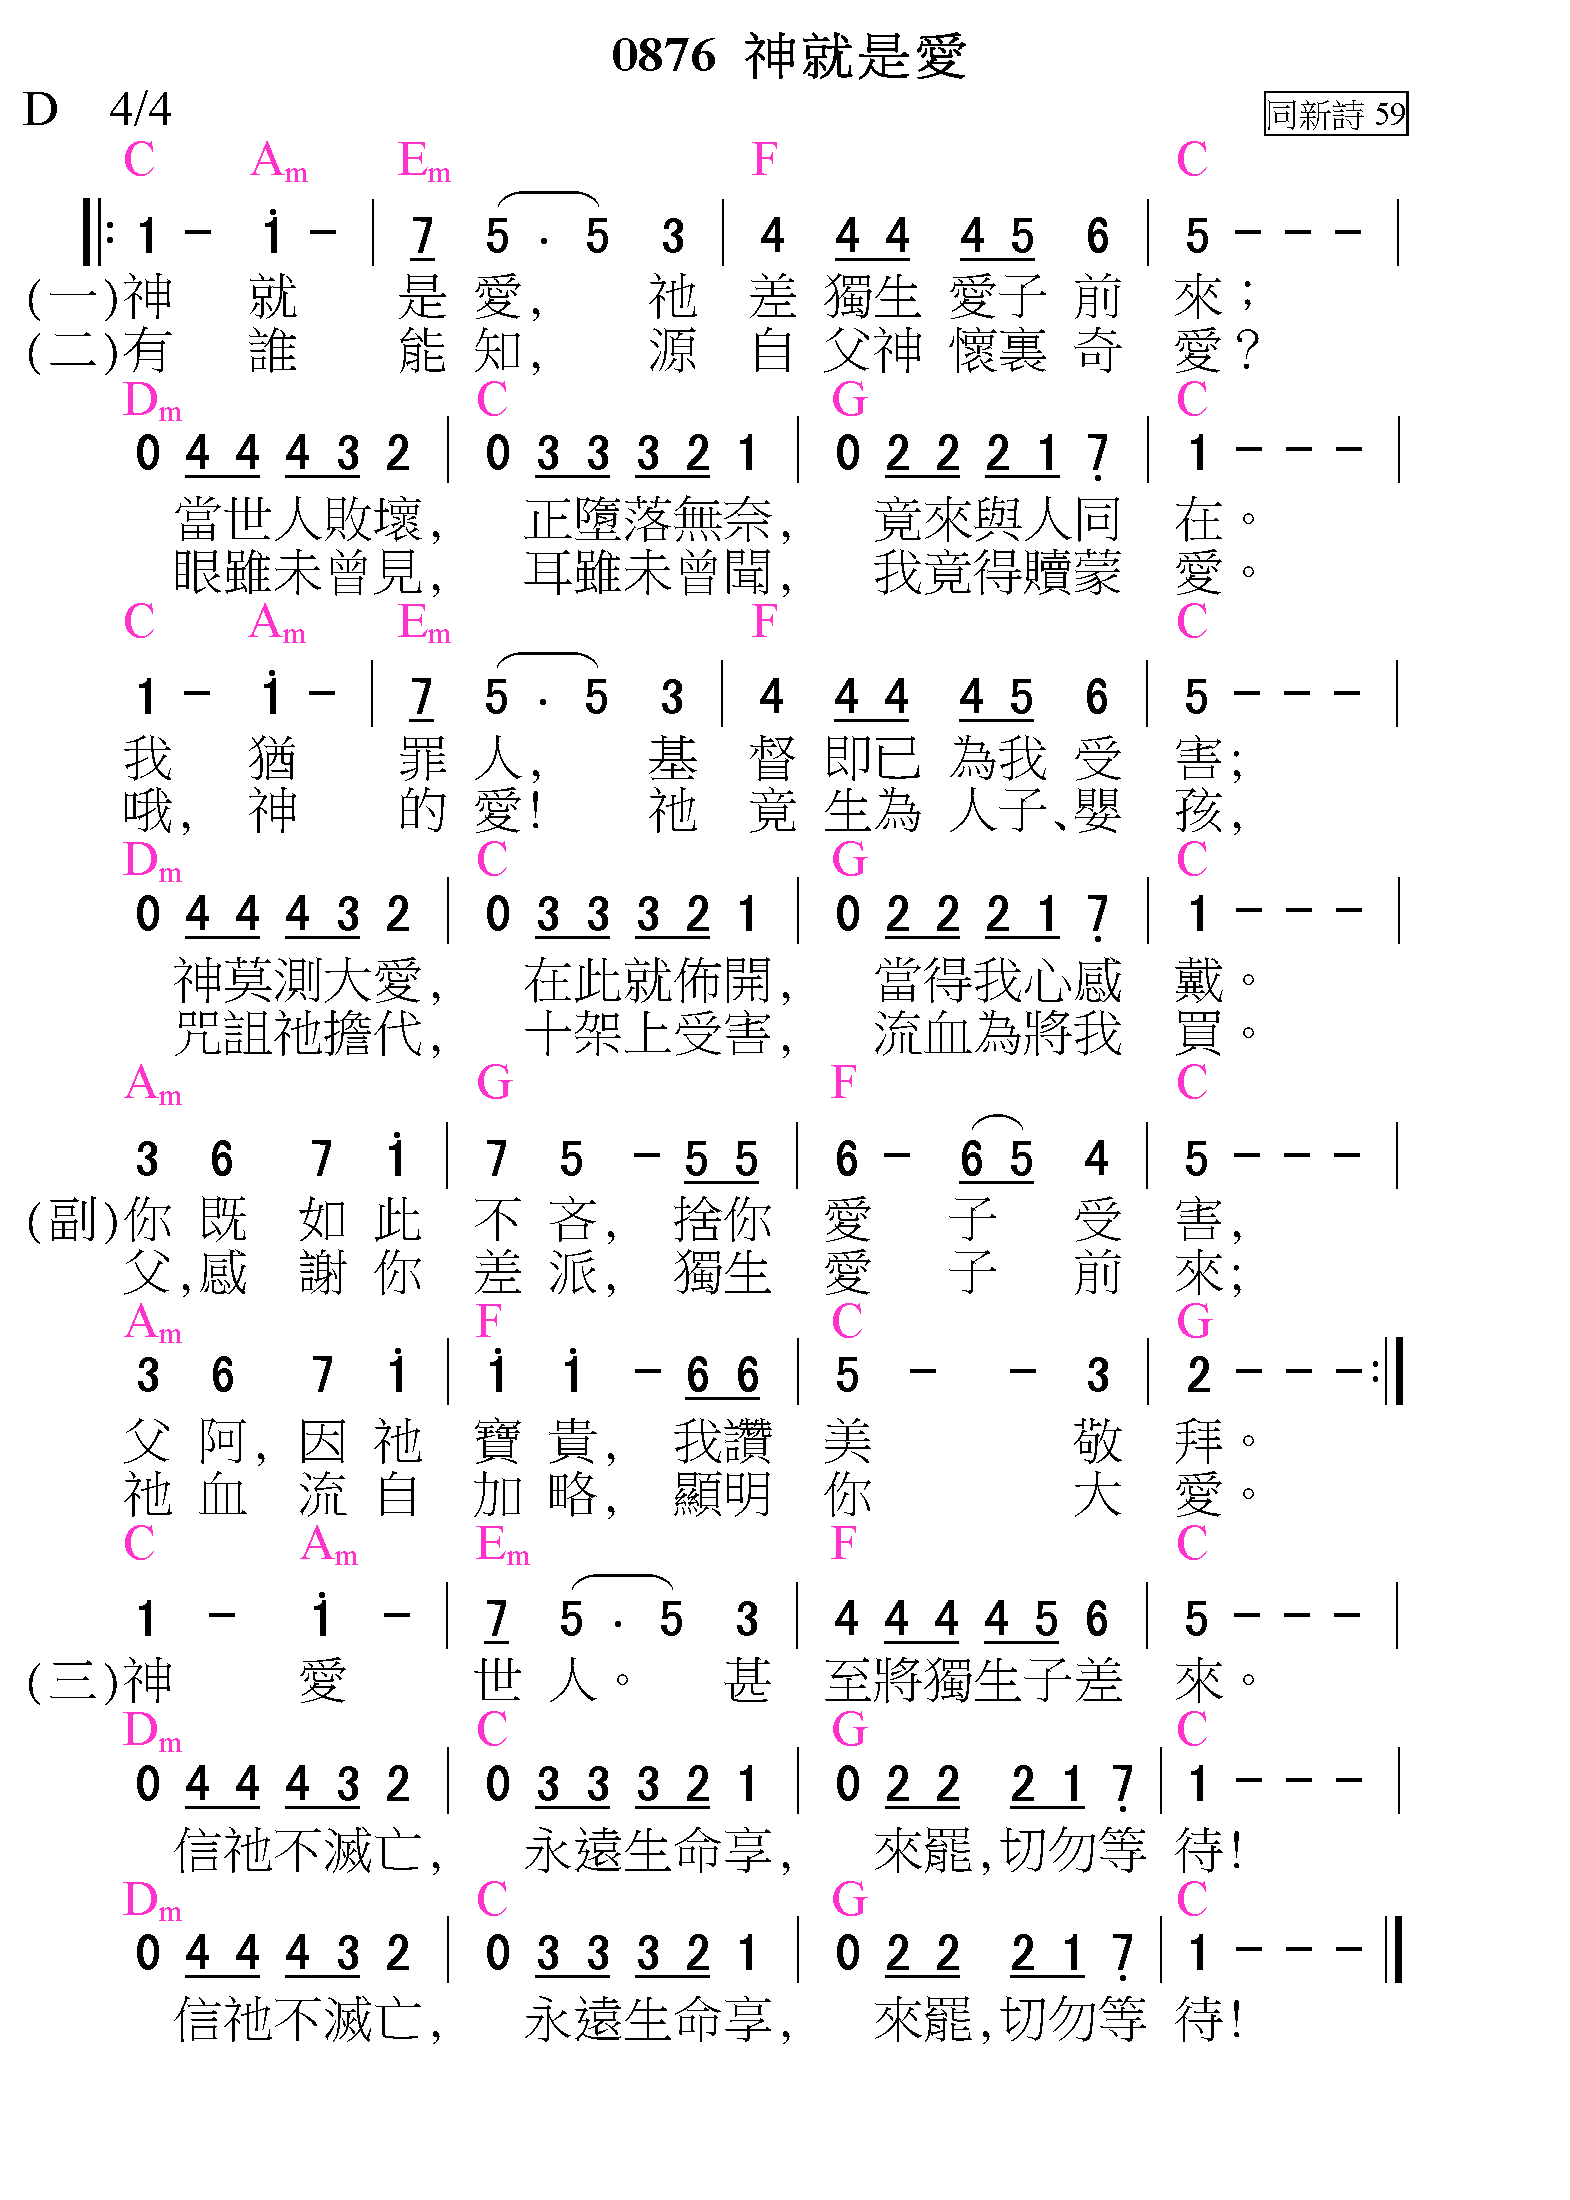 0876 神就是愛
D 4/4 同新詩 59
C Am Em F C
1 - i - | 7 5 . 5 3 | 4 4 4 4 5 6 | 5 - - - |
(一)神 就 是 愛, 祂 差 獨生 愛子 前 來；
(二)有 誰 能 知, 源 自 父神 懷裏 奇 愛?
Dm C G C
0 4 4 4 3 2 | 0 3 3 3 2 1 | 0 2 2 2 1 7 | 1 - - - |
當世人敗壞, 正墮落無奈, 竟來與人同 在。
眼雖未曾見, 耳雖未曾聞, 我竟得贖蒙 愛。
C Am Em F C
1 - i - | 7 5 . 5 3 | 4 4 4 4 5 6 | 5 - - - |
我 猶 罪 人, 基 督 即已 為我 受 害;
哦, 神 的 愛! 祂 竟 生為 人子、嬰 孩,
Dm C G C
0 4 4 4 3 2 | 0 3 3 3 2 1 | 0 2 2 2 1 7 | 1 - - - |
神莫測大愛, 在此就佈開, 當得我心感 戴。
咒詛祂擔代, 十架上受害, 流血為將我 買。
Am G F C
3 6 7 i | 7 5 - 5 5 | 6 - 6 5 4 | 5 - - - |
(副)你 既 如 此 不 吝, 捨你 愛 子 受 害,
父,感 謝 你 差 派, 獨生 愛 子 前 來;
Am F C G
3 6 7 i | i i - 6 6 | 5 - - 3 | 2 - - - :||
父 阿, 因 祂 寶 貴, 我讚 美 敬 拜。
祂 血 流 自 加 略, 顯明 你 大 愛。
C Am Em F C
1 - i - | 7 5 . 5 3 | 4 4 4 4 5 6 | 5 - - - |
(三)神 愛 世 人。 甚 至將獨生子差 來。
Dm C G C
0 4 4 4 3 2 | 0 3 3 3 2 1 | 0 2 2 2 1 7 | 1 - - - |
信祂不滅亡, 永遠生命享, 來罷,切勿等 待!
Dm C G C
0 4 4 4 3 2 | 0 3 3 3 2 1 | 0 2 2 2 1 7 | 1 - - - ||
信祂不滅亡, 永遠生命享, 來罷,切勿等 待!